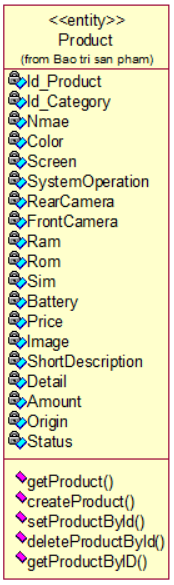 <<entity>>
Product
(from Bao tri san pham)
Id_Product
Id_Category
Nmae
Color
Screen
SystemOperation
RearCamera
FrontCamera
Ram
Rom
Sim
Battery
Price
Image
ShortDescription
Detail
Amount
Origin
Status
getProduct()
createProduct()
setProductById()
deleteProductById()
getProductByID()